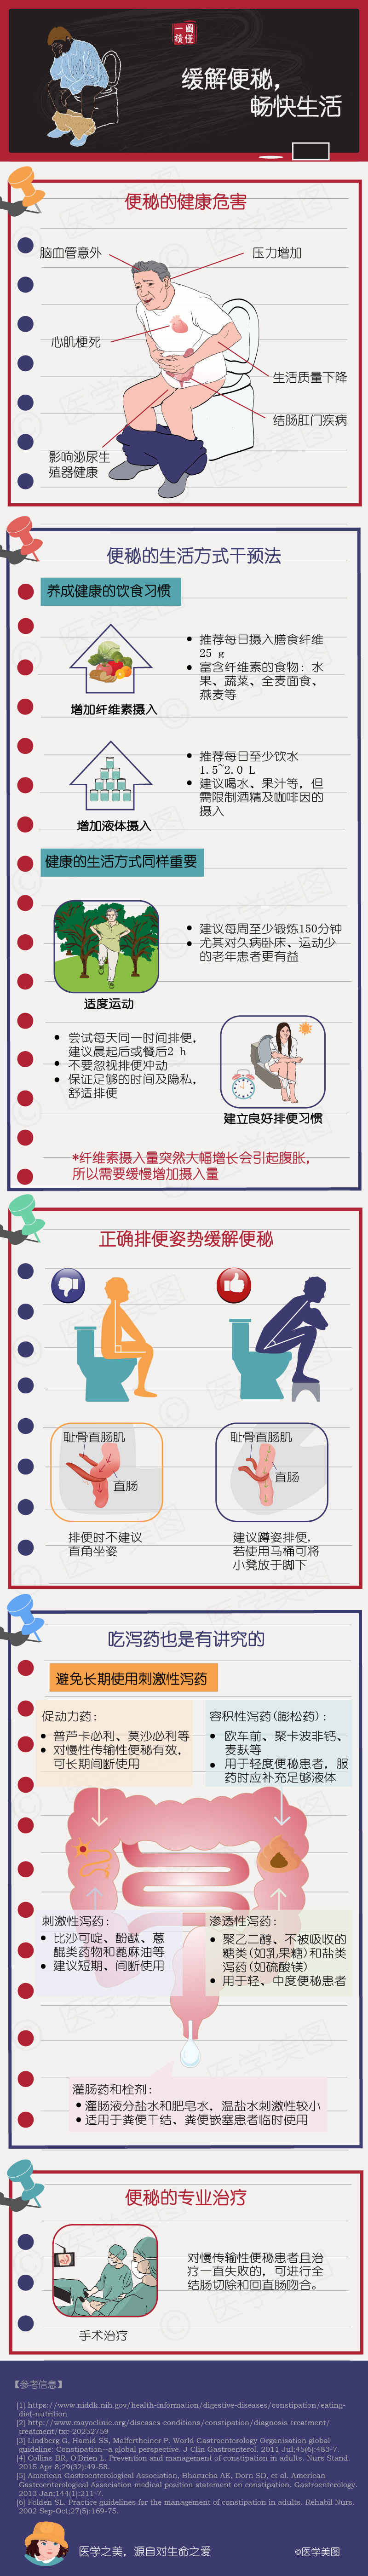 一图
读懂
缓解便秘，
畅快生活
便秘的健康危害
脑血管意外
压力增加
心肌梗死
生活质量下降
结肠肛门疾病
影响泌尿生
殖器健康
便秘的生活方式干预法
养成健康的饮食习惯
推荐每日摄入膳食纤维
25 g
富含纤维素的食物：水
果、蔬菜、全麦面食、
燕麦等
增加纤维素摄入
推荐每日至少饮水
1.5~2.0 L
建议喝水、果汁等，但
需限制酒精及咖啡因的
摄入
增加液体摄入
健康的生活方式同样重要
建议每周至少锻炼150分钟
尤其对久病卧床、运动少
的老年患者更有益
适度运动
尝试每天同一时间排便，
建议晨起后或餐后2 h
不要忽视排便冲动
保证足够的时间及隐私，
舒适排便
建立良好排便习惯
*纤维素摄入量突然大幅增长会引起腹胀，
所以需要缓慢增加摄入量
正确排便姿势缓解便秘
耻骨直肠肌
直肠
耻骨直肠肌
直肠
排便时不建议
直角坐姿
建议蹲姿排便，
若使用马桶可将
小凳放于脚下
吃泻药也是有讲究的
避免长期使用刺激性泻药
促动力药：
普芦卡必利、莫沙必利等
对慢性传输性便秘有效，
可长期间断使用
容积性泻药(膨松药)：
欧车前、聚卡波非钙、
麦麸等
用于轻度便秘患者，服
药时应补充足够液体
刺激性泻药：
比沙可啶、酚酞、蒽
醌类药物和蓖麻油等
建议短期、间断使用
渗透性泻药：
聚乙二醇、不被吸收的
糖类(如乳果糖)和盐类
泻药(如硫酸镁)
用于轻、中度便秘患者
灌肠药和栓剂：
灌肠液分盐水和肥皂水，温盐水刺激性较小
适用于粪便干结、粪便嵌塞患者临时使用
便秘的专业治疗
对慢传输性便秘患者且治
疗一直失败的，可进行全
结肠切除和回直肠吻合。
手术治疗
【参考信息】
[1] https://www.niddk.nih.gov/health-information/digestive-diseases/constipation/eating-
diet-nutrition
[2] http://www.mayoclinic.org/diseases-conditions/constipation/diagnosis-treatment/
treatment/txc-20252759
[3] Lindberg G, Hamid SS, Malfertheiner P. World Gastroenterology Organisation global
guideline: Constipation--a global perspective. J Clin Gastroenterol. 2011 Jul;45(6):483-7.
[4] Collins BR, O'Brien L. Prevention and management of constipation in adults. Nurs Stand.
2015 Apr 8;29(32):49-58.
[5] American Gastroenterological Association, Bharucha AE, Dorn SD, et al. American
Gastroenterological Association medical position statement on constipation. Gastroenterology.
2013 Jan;144(1):211-7.
[6] Folden SL. Practice guidelines for the management of constipation in adults. Rehabil Nurs.
2002 Sep-Oct;27(5):169-75.
医学之美，源自对生命之爱
©医学美图